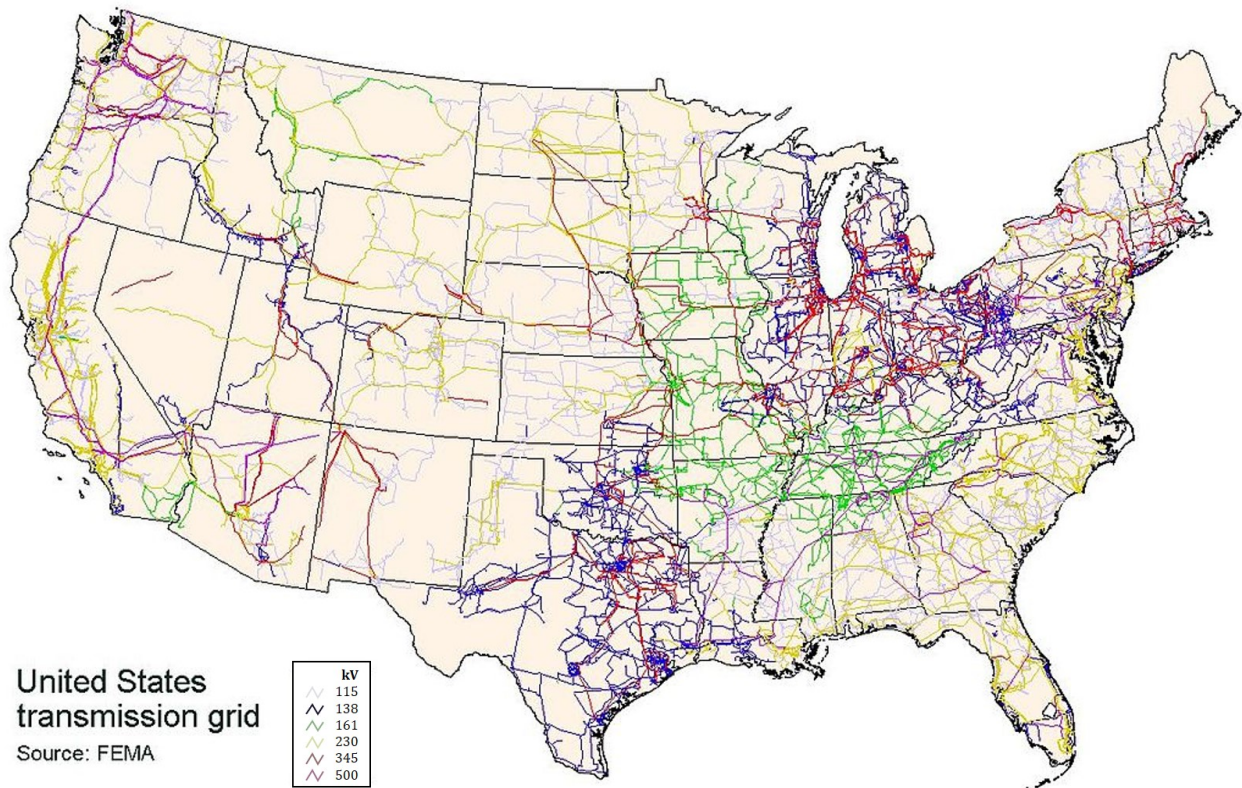 United States
transmission grid
Source: FEMA
kV
115
138
161
230
345
500